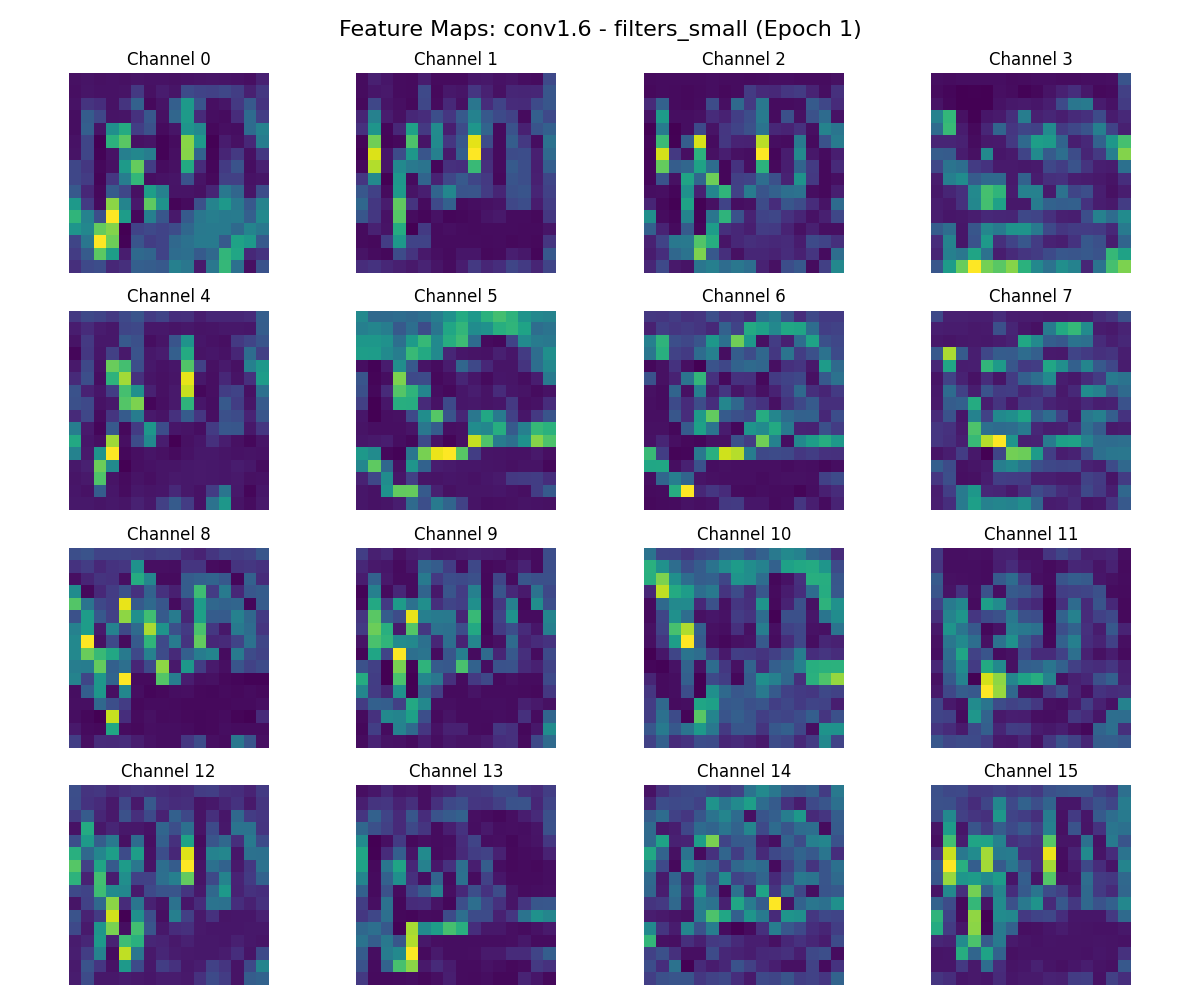 Feature Maps: conv1.6 - filters_small (Epoch 1)
Channel 0
Channel 1
Channel 2
Channel 3
Channel 4
Channel 5
Channel 6
Channel 7
Channel 8
Channel 9
Channel 10
Channel 11
Channel 12
Channel 13
Channel 14
Channel 15